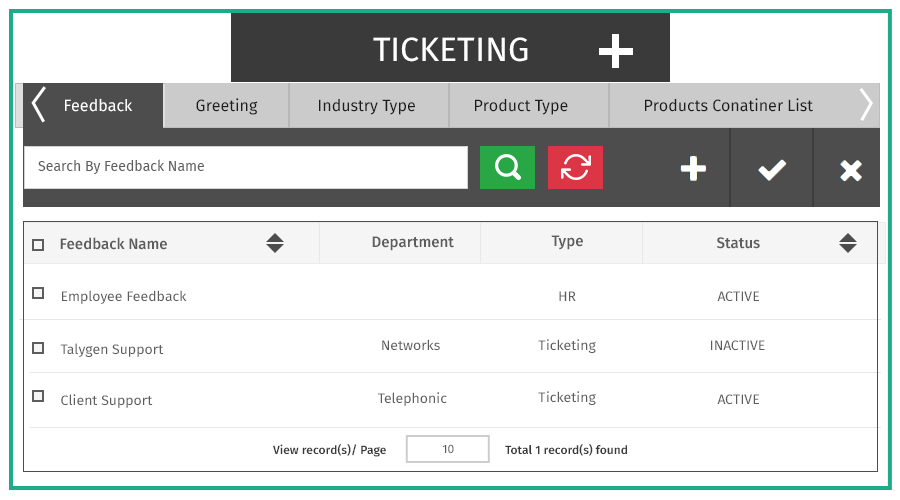 TICKETING
Feedback Greeting Industry Type Product Type Products Conatiner List
Search By Feedback Name
Feedback Name Department Type Status
Employee Feedback HR ACTIVE
Talygen Support Networks Ticketing INACTIVE
Client Support Telephonic Ticketing ACTIVE
View record(s)/ Page 10 Total 1 record(s) found